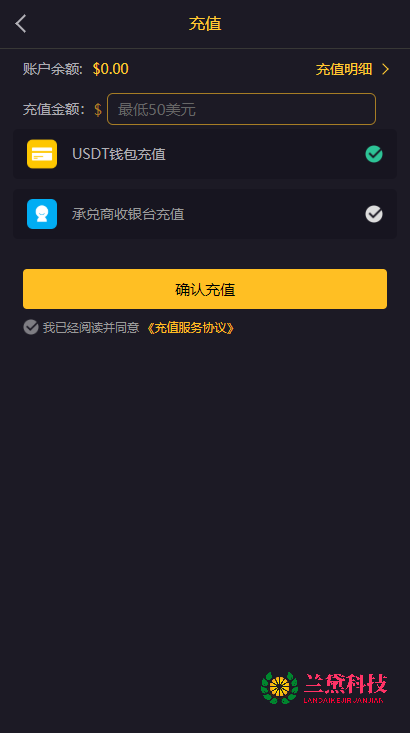 充值
账户余额: $0.00
充值明细
充值金额: $ 最低50美元
USDT钱包充值
承兑商收银台充值
确认充值
我已经阅读并同意 《充值服务协议》
兰黛科技
LANDAIKEJIRJIANJIAN